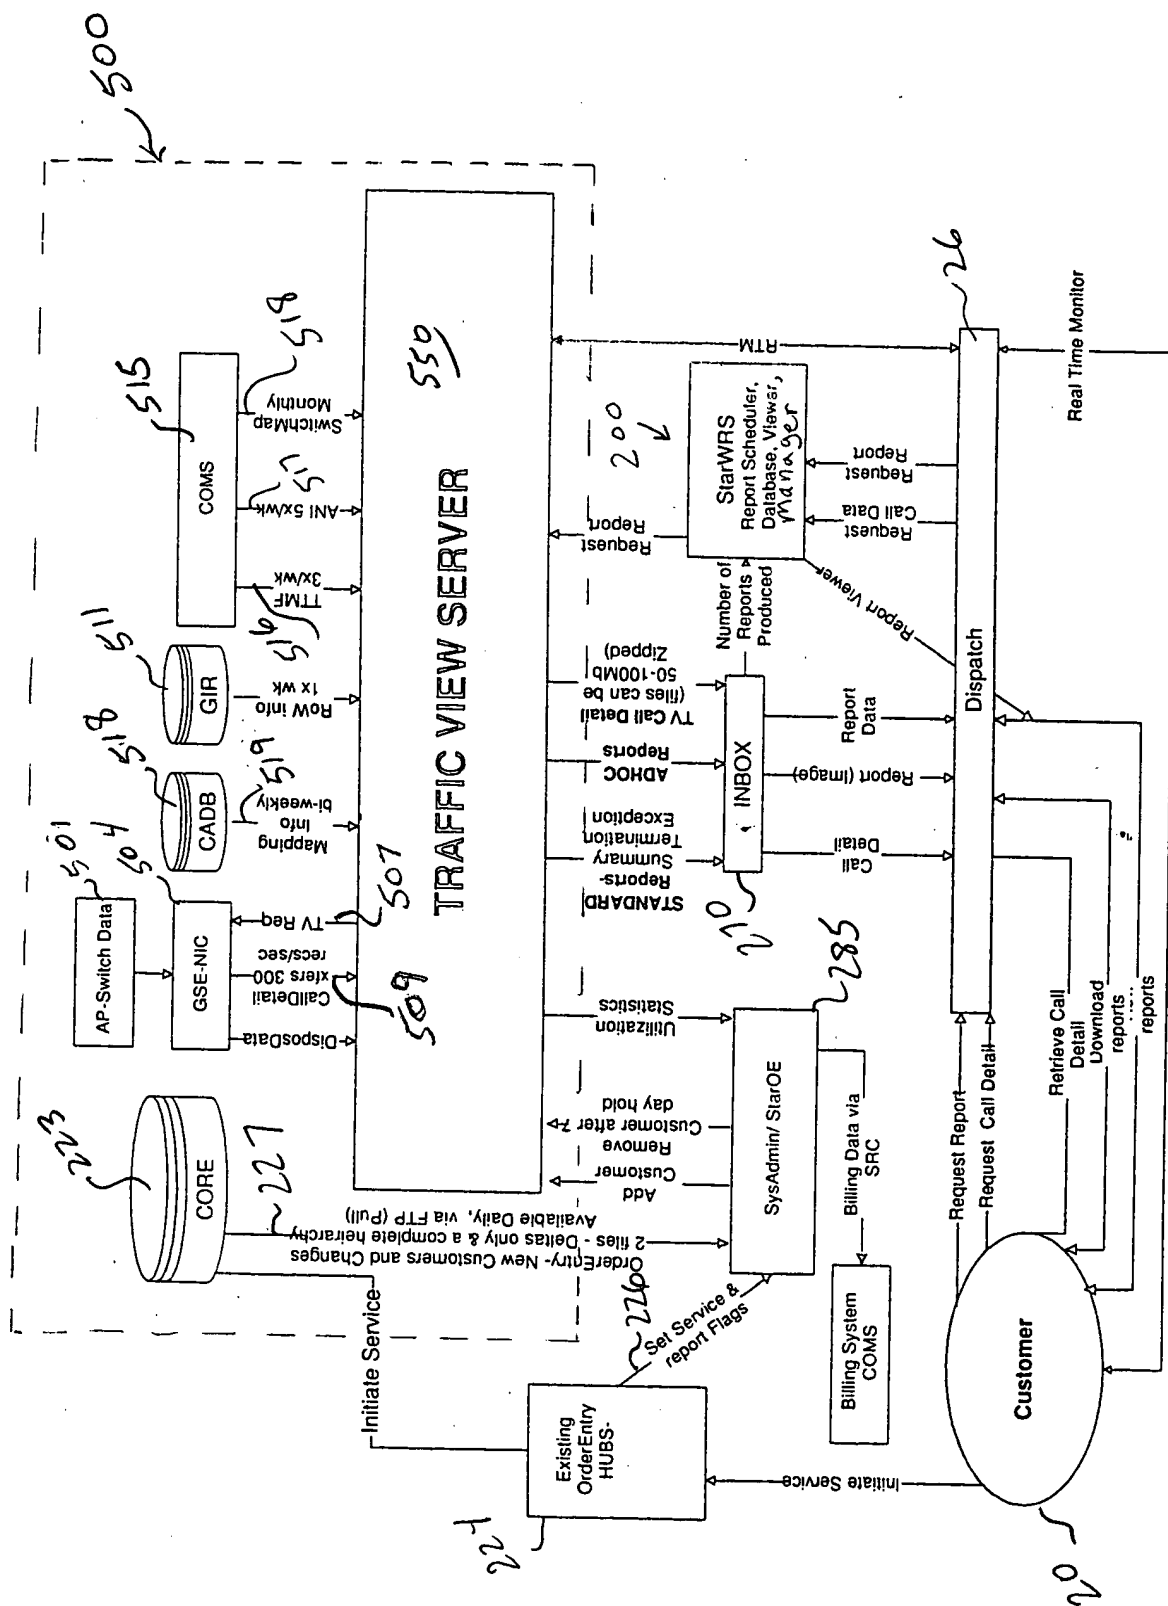 500
223
CORE
227
OrderEntry- New Customers and Changes
2 files - Deltas only & a complete heirarchy
Available Daily, via FTP (Pull)
501
AP-Switch Data
504
GSE-NIC
DisposData
CallDetail
xfers 300
recs/sec
509
TV Req
507
518
CADB
Mapping
Info
bi-weekly
519
511
GIR
RoW info
1x wk
515
COMS
TTMF
3x/wk
516
ANI 5x/wk
517
SwitchMap
Monthly
518
TRAFFIC VIEW SERVER
550
Initiate Service
Existing
OrderEntry
HUBS-
224
Set Service &
report Flags
2260
Add
Customer
Remove
Customer after 7
day hold
Utilization
Statistics
SysAdmin/ StarOE
285
Billing Data via
SRC
Billing System
COMS
STANDARD
-Reports-
Summary
Termination
Exception
ADHOC
Reports
TV Call Detail
(files can be
50-100Mb
Zipped)
INBOX
270
Number of
Reports
Produced
Request
Report
200
StarWRS
Report Scheduler,
Database, Viewer,
manager
RTM
Call
Detail
Report (Image)
Report
Data
Report Viewer
Request
Call Data
Request
Report
Dispatch
26
Initiate Service
Customer
20
Request Report
Request Call Detail
Retrieve Call
Detail
Download
reports
reports
Real Time Monitor